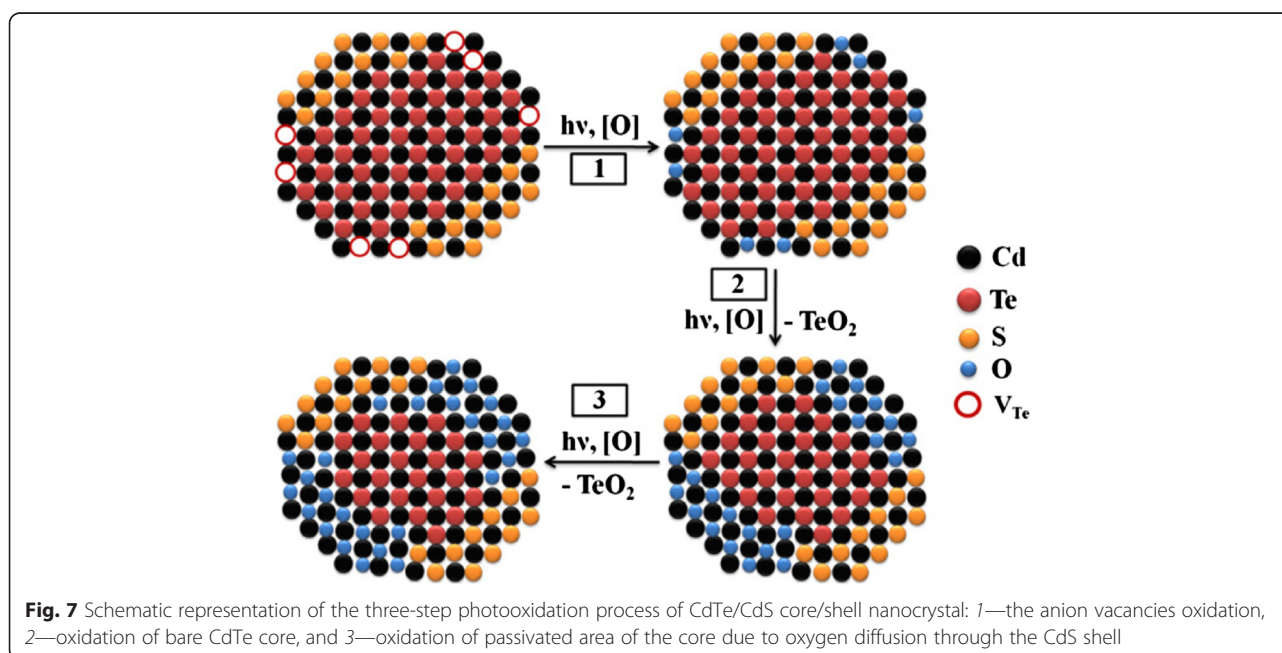 hν, [O]
1
2
hν, [O] - TeO₂
3
hν, [O]
- TeO₂
Cd
Te
S
O
V_Te
Fig. 7 Schematic representation of the three-step photooxidation process of CdTe/CdS core/shell nanocrystal: 1—the anion vacancies oxidation,
2—oxidation of bare CdTe core, and 3—oxidation of passivated area of the core due to oxygen diffusion through the CdS shell